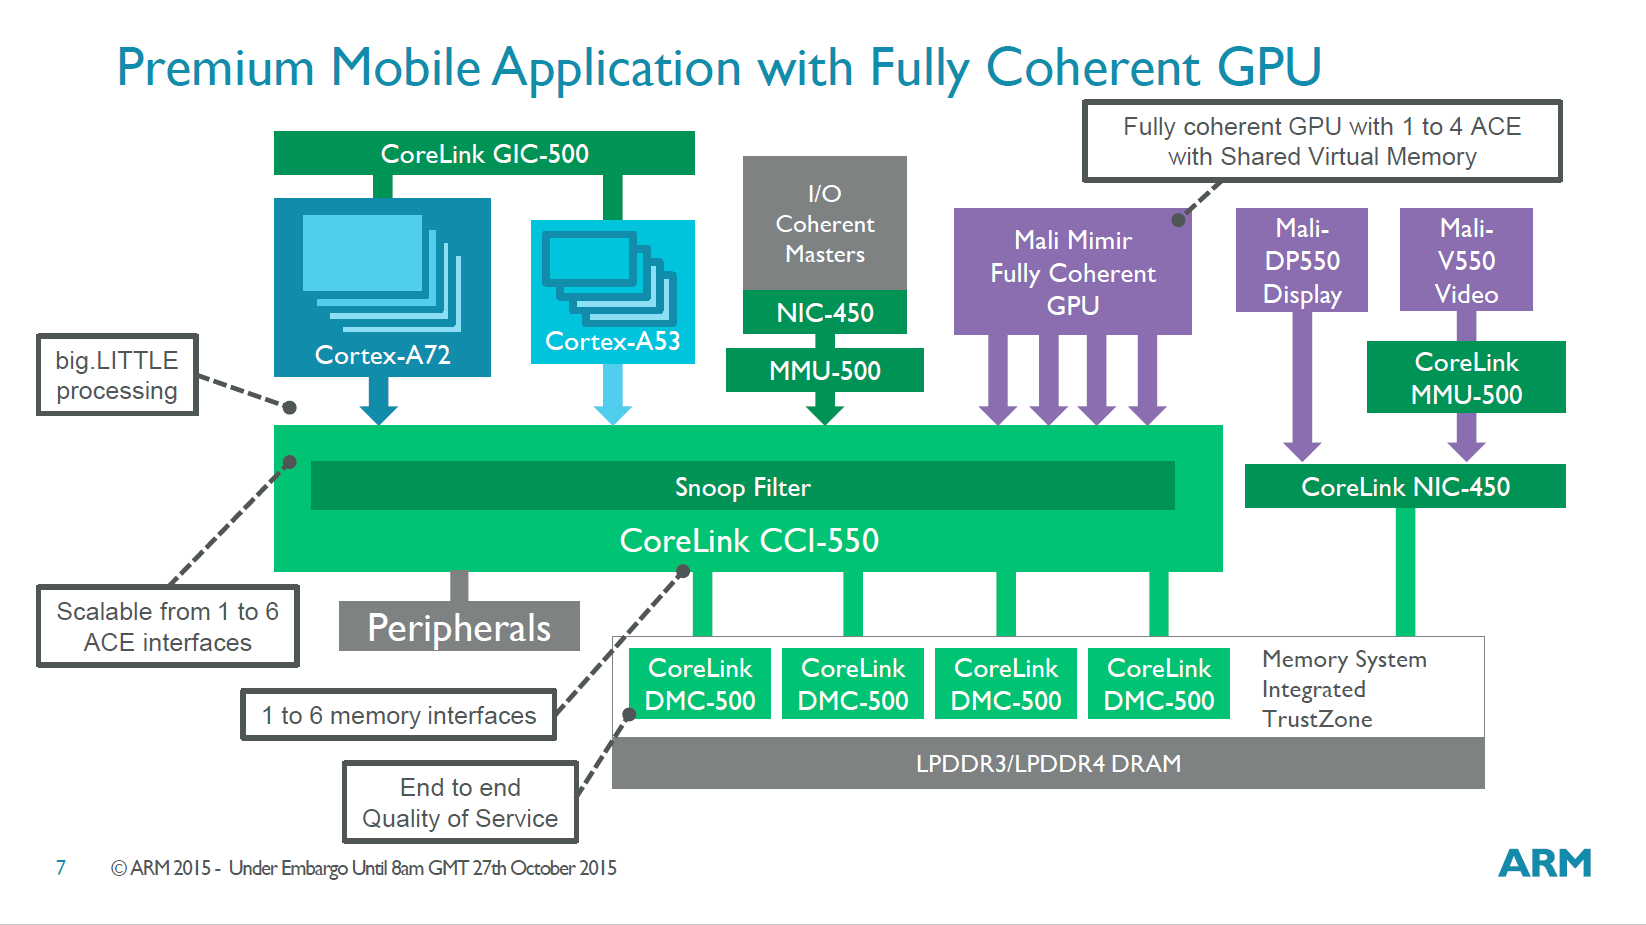 Premium Mobile Application with Fully Coherent GPU
Fully coherent GPU with 1 to 4 ACE
with Shared Virtual Memory
CoreLink GIC-500
Cortex-A72
Cortex-A53
I/O
Coherent
Masters
NIC-450
MMU-500
Mali Mimir
Fully Coherent
GPU
Mali-
DP550
Display
Mali-
V550
Video
CoreLink
MMU-500
big.LITTLE
processing
Snoop Filter
CoreLink CCI-550
CoreLink NIC-450
Scalable from 1 to 6
ACE interfaces
Peripherals
1 to 6 memory interfaces
CoreLink
DMC-500
CoreLink
DMC-500
CoreLink
DMC-500
CoreLink
DMC-500
Memory System
Integrated
TrustZone
LPDDR3/LPDDR4 DRAM
End to end
Quality of Service
7
© ARM 2015 - Under Embargo Until 8am GMT 27th October 2015
ARM